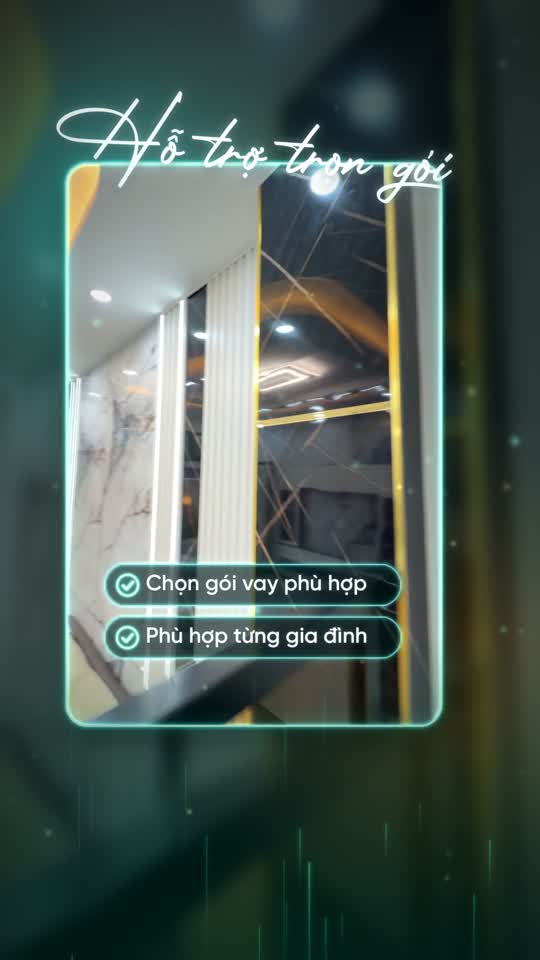 Hỗ trợ trọn gói
Chọn gói vay phù hợp
Phù hợp từng gia đình